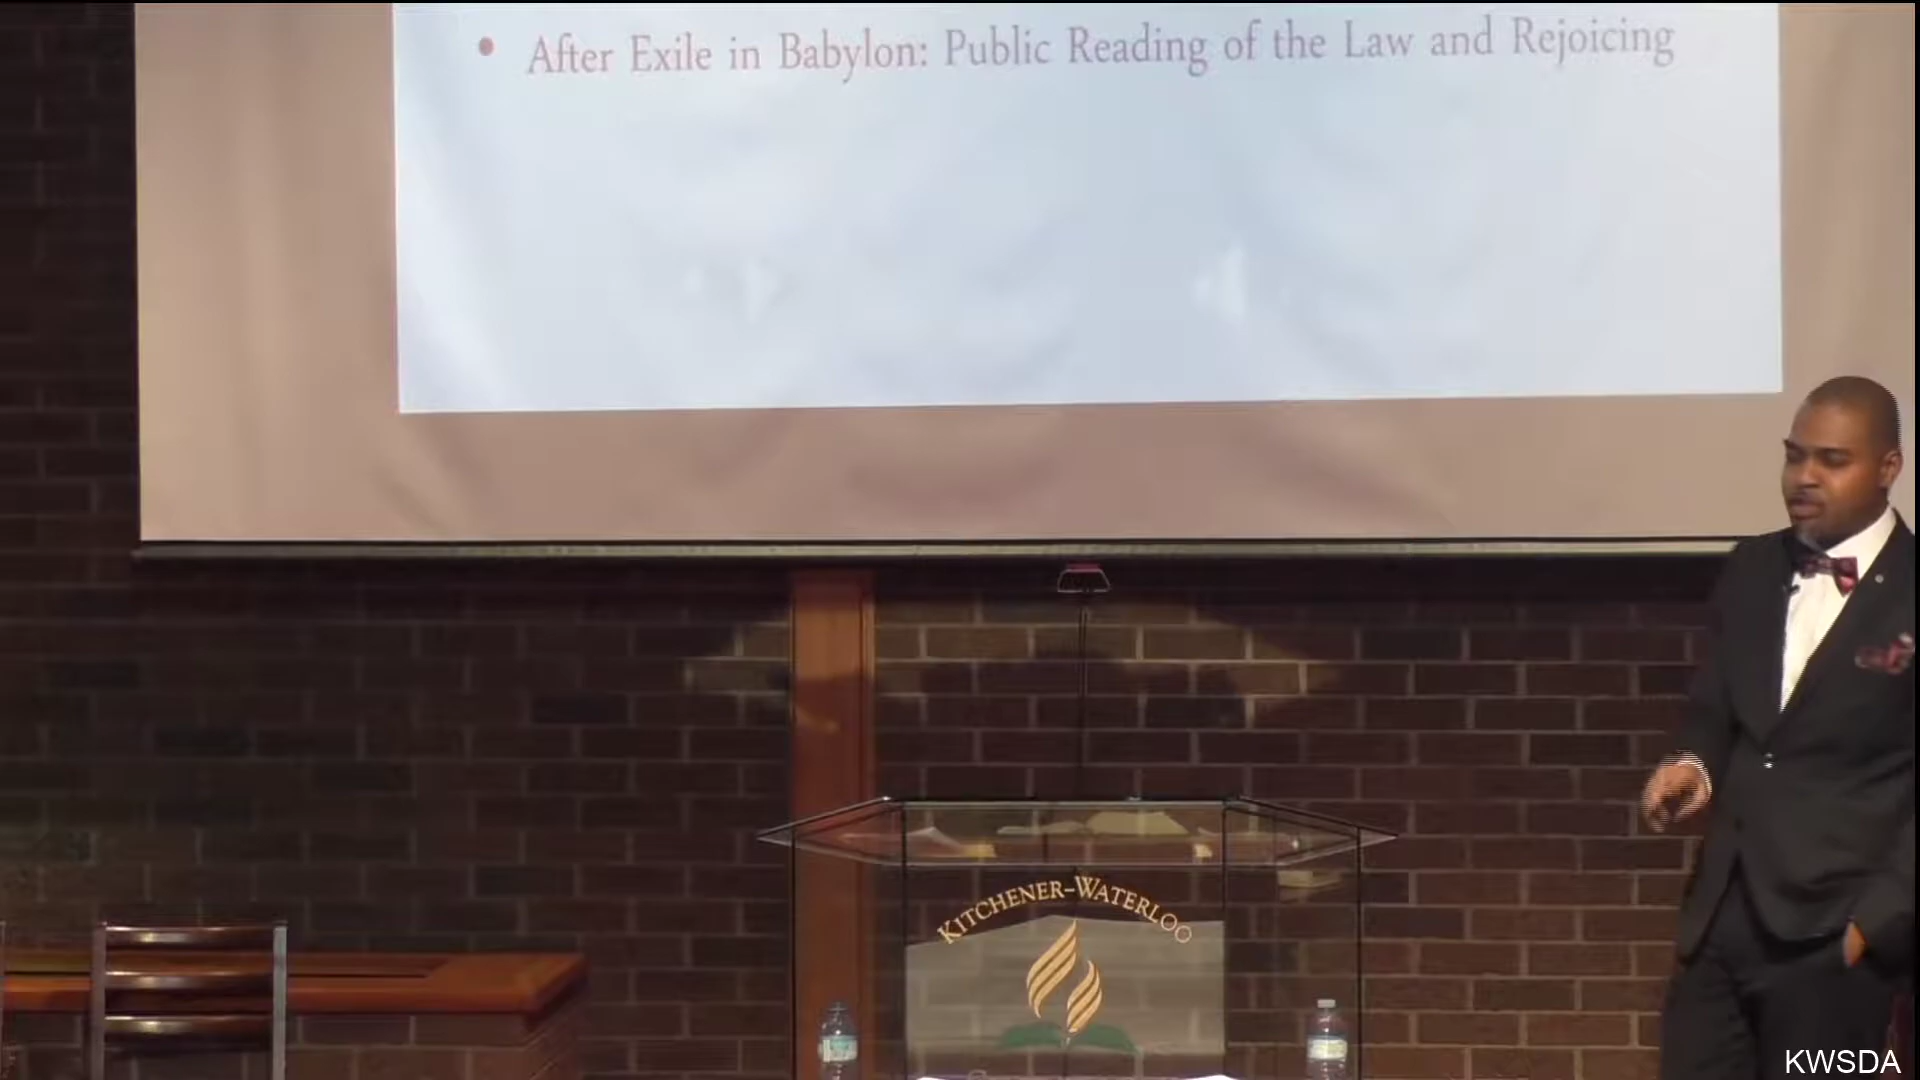 • After Exile in Babylon: Public Reading of the Law and Rejoicing
KITCHENER-WATERLOO
KWSDA